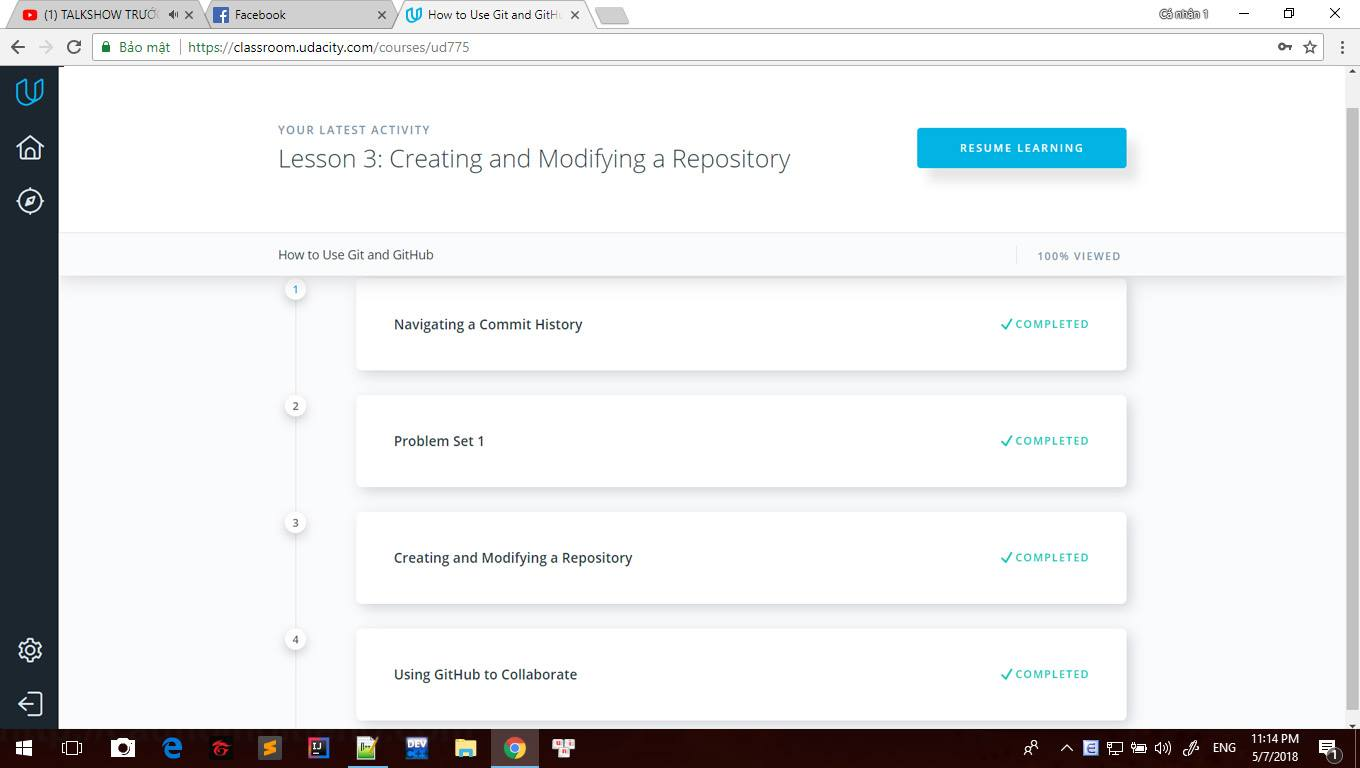 (1) TALKSHOW TRƯỚ
Facebook
How to Use Git and GitH
Cá nhân 1
Bảo mật
https://classroom.udacity.com/courses/ud775
YOUR LATEST ACTIVITY
Lesson 3: Creating and Modifying a Repository
RESUME LEARNING
How to Use Git and GitHub
100% VIEWED
1
Navigating a Commit History
COMPLETED
2
Problem Set 1
COMPLETED
3
Creating and Modifying a Repository
COMPLETED
4
Using GitHub to Collaborate
COMPLETED
DEV
ENG
11:14 PM
5/7/2018
1